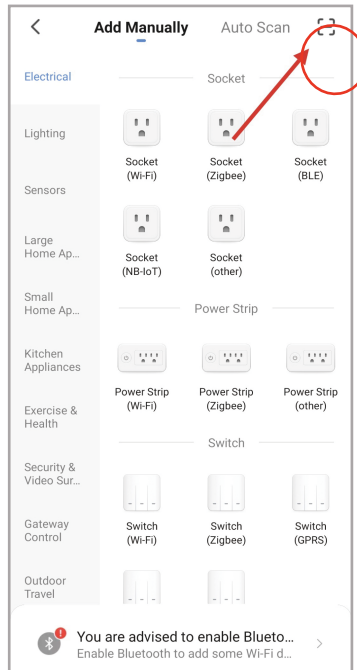 Add Manually Auto Scan
Electrical
Lighting
Sensors
Large
Home Ap...
Small
Home Ap...
Kitchen
Appliances
Exercise &
Health
Security &
Video Sur...
Gateway
Control
Outdoor
Travel
Socket
Socket
(Wi-Fi)
Socket
(Zigbee)
Socket
(BLE)
Socket
(NB-IoT)
Socket
(other)
Power Strip
Power Strip
(Wi-Fi)
Power Strip
(Zigbee)
Power Strip
(other)
Switch
Switch
(Wi-Fi)
Switch
(Zigbee)
Switch
(GPRS)
You are advised to enable Blueto...
Enable Bluetooth to add some Wi-Fi d...